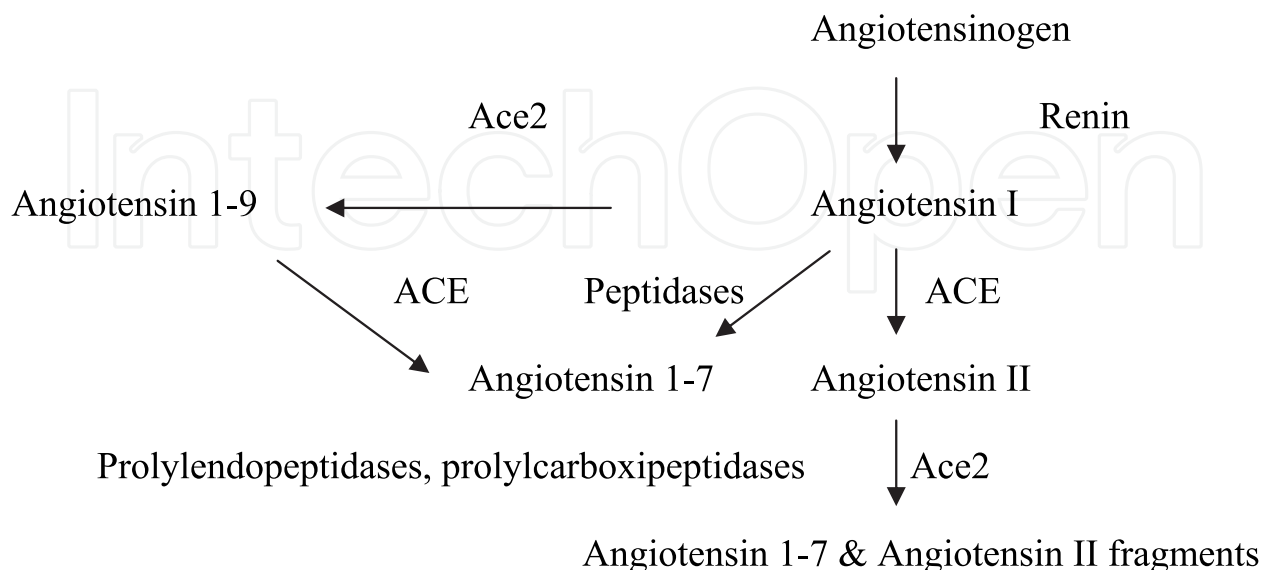 Angiotensinogen
IntechOpen
Ace2
Renin
Angiotensin 1-9
Angiotensin I
ACE
Peptidases
ACE
Angiotensin 1-7
Angiotensin II
Prolylendopeptidases, prolylcarboxipeptidases
Ace2
Angiotensin 1-7 & Angiotensin II fragments